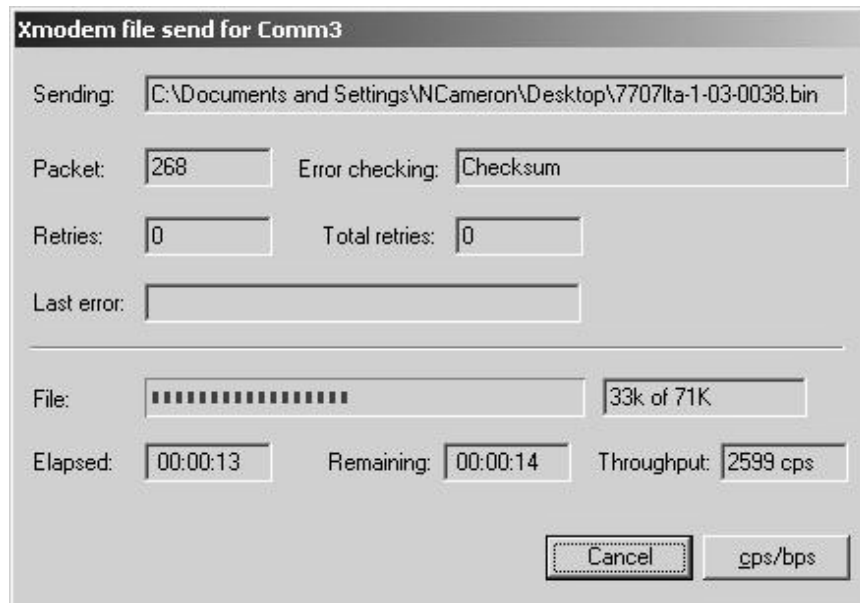 Xmodem file send for Comm3
Sending: C:\Documents and Settings\NCameron\Desktop\7707lta-1-03-0038.bin
Packet: 268 Error checking: Checksum
Retries: 0 Total retries: 0
Last error:
File: 33k of 71K
Elapsed: 00:00:13 Remaining: 00:00:14 Throughput: 2599 cps
Cancel cps/bps